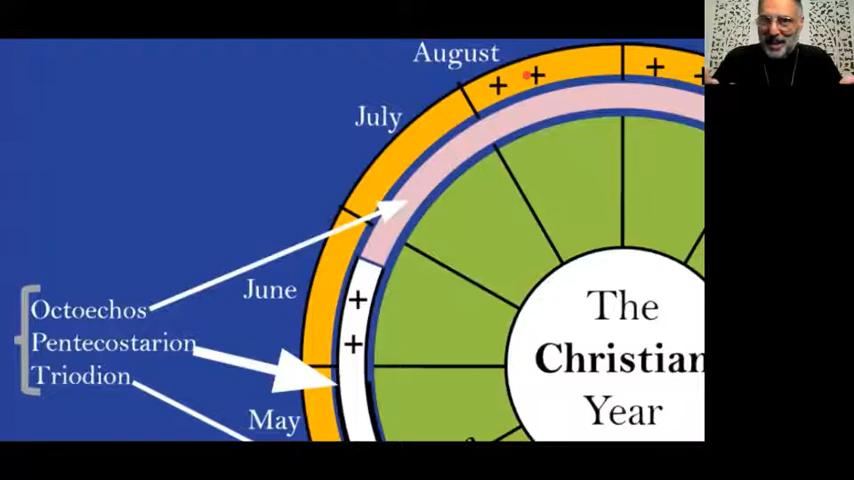 August
July
June
Octoechos
Pentecostarion
Triodion
May
The
Christian
Year